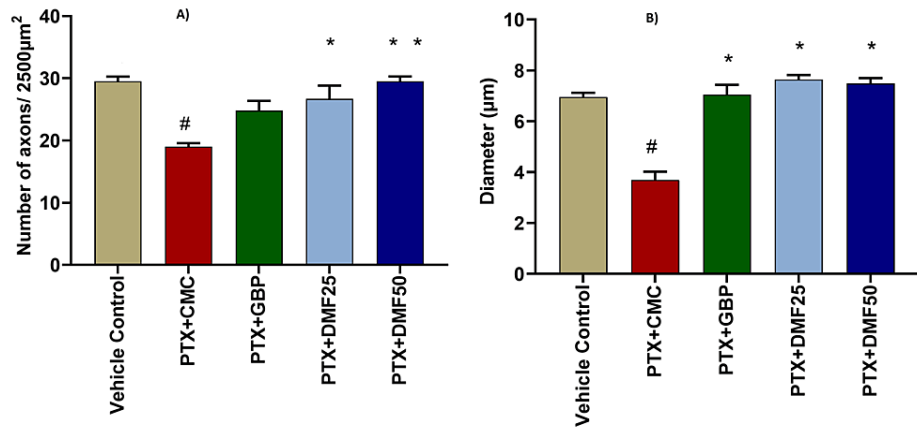 A)
Number of axons/ 2500µm²
40
30
20
10
0
#
*
* *
Vehicle Control
PTX+CMC
PTX+GBP
PTX+DMF25
PTX+DMF50
B)
Diameter (µm)
10
8
6
4
2
0
#
*
*
*
Vehicle Control
PTX+CMC
PTX+GBP
PTX+DMF25
PTX+DMF50